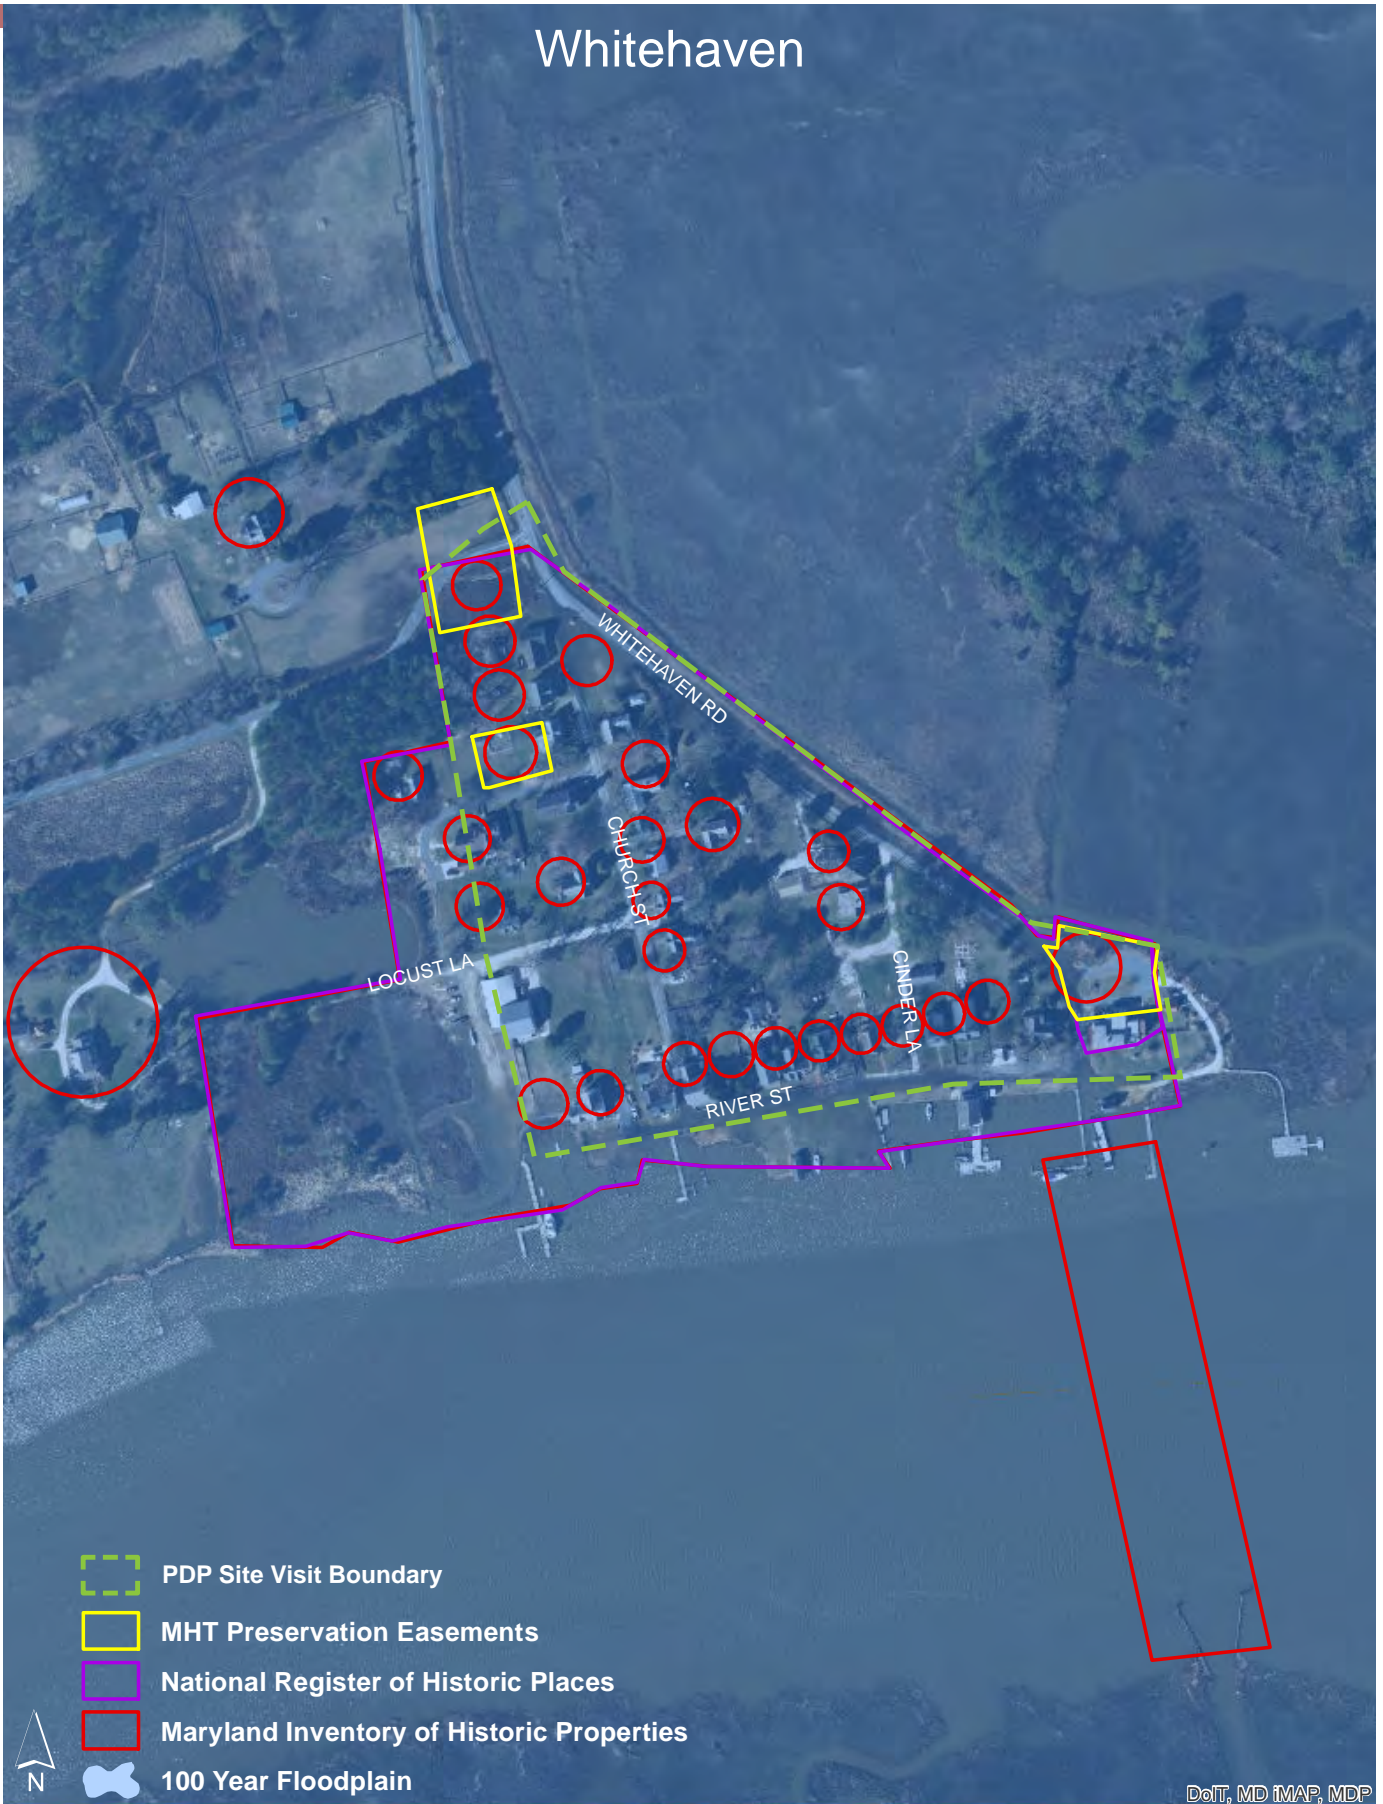 Whitehaven
WHITEHAVEN RD
CHURCH ST
LOCUST LA
CINDER LA
RIVER ST
PDP Site Visit Boundary
MHT Preservation Easements
National Register of Historic Places
Maryland Inventory of Historic Properties
100 Year Floodplain
N
DoIT, MD iMAP, MDP